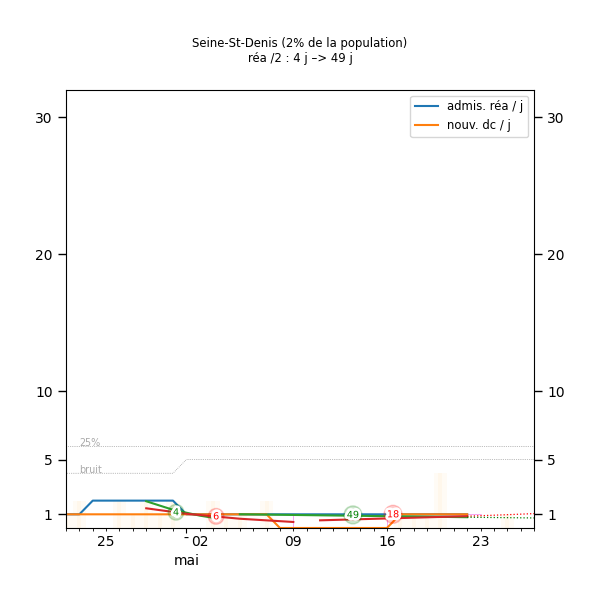 Seine-St-Denis (2% de la population)
réa /2 : 4 j –> 49 j
admis. réa / j
nouv. dc / j
30 30
20 20
10 10
25%
5 5
bruit
4 6 49 18
1 1
25 - 02 09 16 23
mai